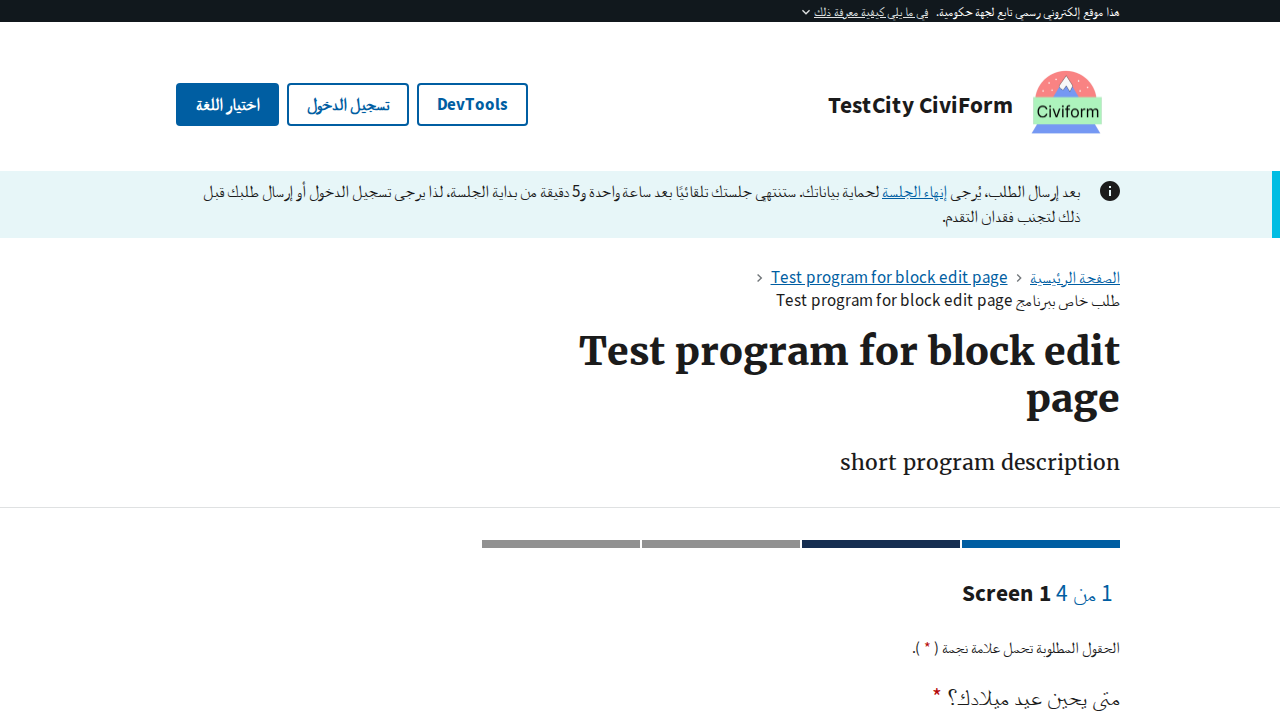 هذا موقع إلكتروني رسمي تابع لجهة حكومية. في ما يلي كيفية معرفة ذلك
Civiform
TestCity CiviForm
DevTools
تسجيل الدخول
اختيار اللغة
بعد إرسال الطلب، يُرجى إنهاء الجلسة لحماية بياناتك. ستنتهي جلستك تلقائيًا بعد ساعة واحدة و5 دقيقة من بداية الجلسة، لذا يرجى تسجيل الدخول أو إرسال طلبك قبل
ذلك لتجنب فقدان التقدم.
الصفحة الرئيسية
Test program for block edit page
طلب خاص ببرنامج Test program for block edit page
Test program for block edit
page
short program description
1 من 4 Screen 1
الحقول المطلوبة تحمل علامة نجمة ( * ).
متى يحين عيد ميلادك؟ *